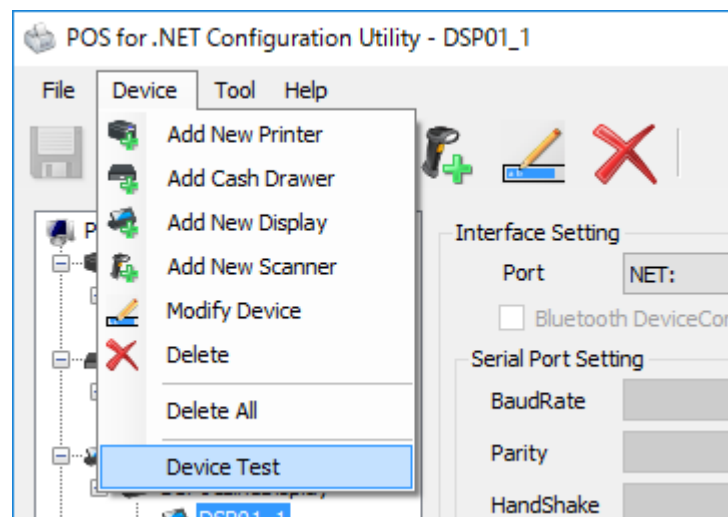 POS for .NET Configuration Utility - DSP01_1
File Device Tool Help
Add New Printer
Add Cash Drawer
Add New Display
Add New Scanner
Modify Device
Delete
Delete All
Device Test
DSP01_1
Interface Setting
Port NET:
Bluetooth DeviceCor
Serial Port Setting
BaudRate
Parity
HandShake